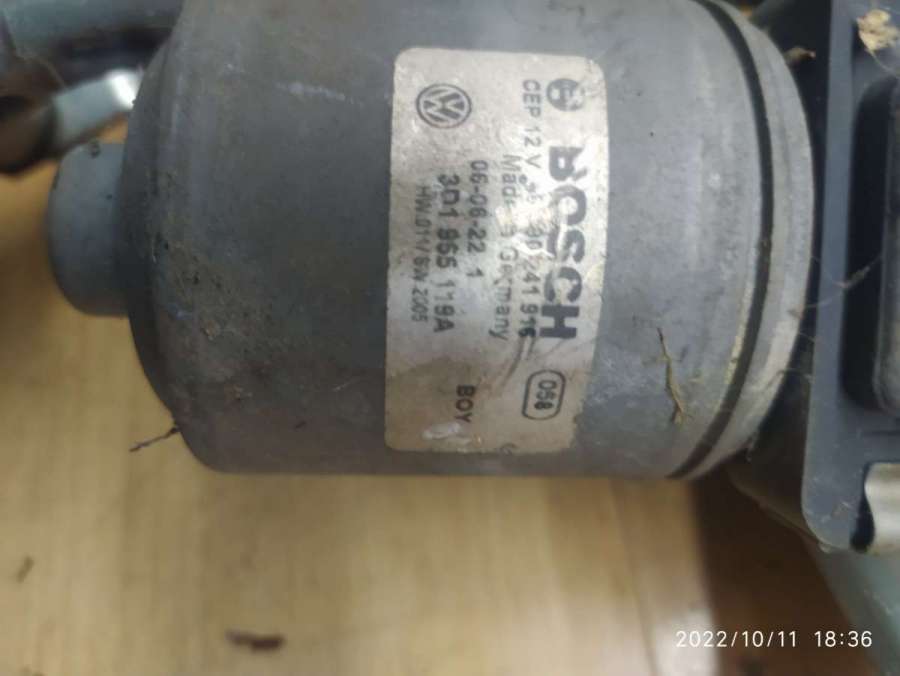 BOSCH
058
CEP 12 V
Made Germany
06-06-22 1
3D1 955 119A
BOY
2022/10/11 18:36